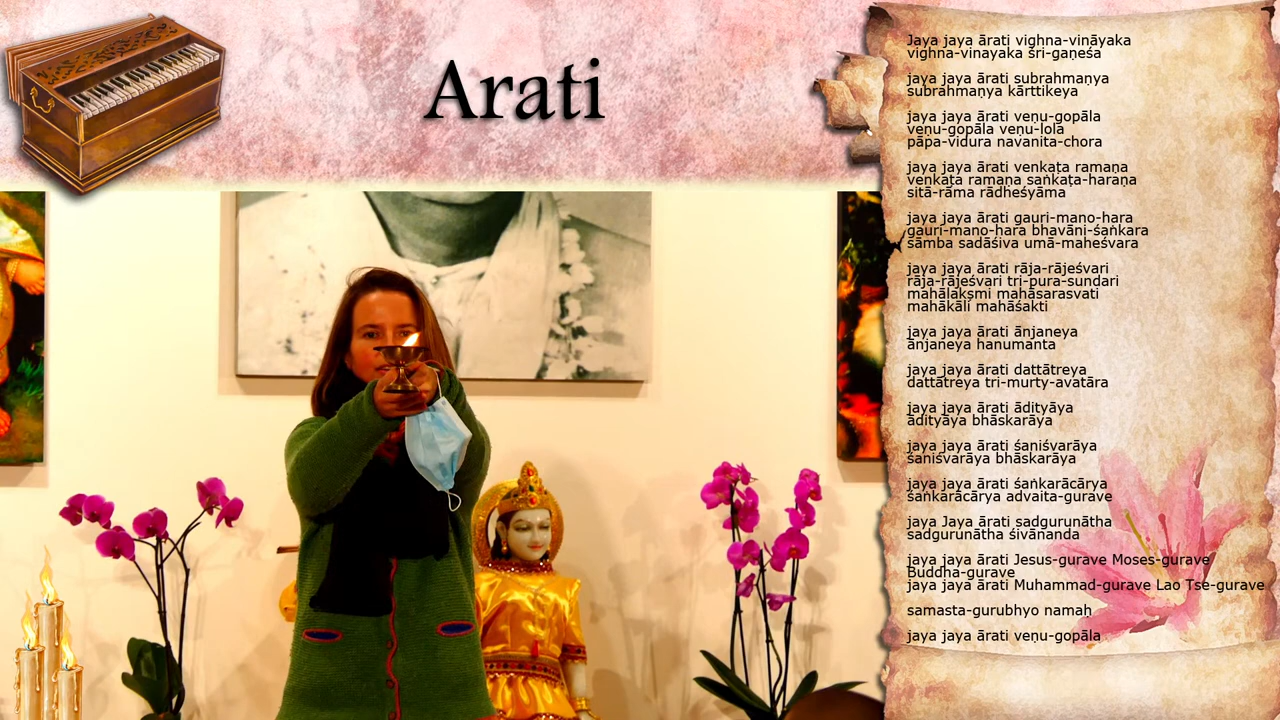 Arati
Jaya jaya ārati vighna-vināyaka
vighna-vinayaka śri-gaṇeśa
jaya jaya ārati subrahmaṇya
subrahmaṇya kārttikeya
jaya jaya ārati veṇu-gopāla
veṇu-gopāla veṇu-lola
pāpa-vidura navanita-chora
jaya jaya ārati venkaṭa ramaṇa
venkaṭa ramaṇa saṅkaṭa-haraṇa
sitā-rāma rādheśyāma
jaya jaya ārati gauri-mano-hara
gauri-mano-hara bhavāni-śaṅkara
sāmba sadāśiva umā-maheśvara
jaya jaya ārati rāja-rājeśvari
rāja-rājeśvari tri-pura-sundari
mahālakṣmi mahāsarasvati
mahākāli mahāśakti
jaya jaya ārati ānjaneya
ānjaneya hanumanta
jaya jaya ārati dattātreya
dattātreya tri-murty-avatāra
jaya jaya ārati ādityāya
ādityāya bhāskarāya
jaya jaya ārati śaniśvarāya
śaniśvarāya bhāskarāya
jaya jaya ārati śaṅkarācārya
śaṅkarācārya advaita-gurave
jaya Jaya ārati sadgurunātha
sadgurunātha śivānanda
jaya jaya ārati Jesus-gurave Moses-gurave
Buddha-gurave
jaya jaya ārati Muhammad-gurave Lao Tse-gurave
samasta-gurubhyo namaḥ
jaya jaya ārati veṇu-gopāla